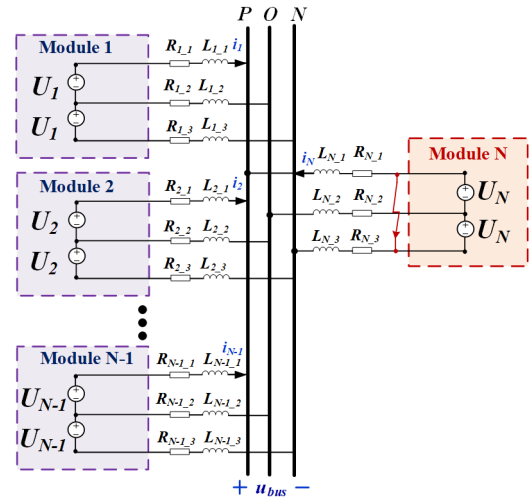 P O N
Module 1
R1_1 L1_1 i1
U1
R1_2 L1_2
U1
R1_3 L1_3
Module 2
R2_1 L2_1 i2
U2
R2_2 L2_2
U2
R2_3 L2_3
Module N-1
RN-1_1 LN-1_1 iN-1
UN-1
RN-1_2 LN-1_2
UN-1
RN-1_3 LN-1_3
iN LN_1 RN_1
Module N
UN
LN_2 RN_2
UN
LN_3 RN_3
+ ubus −